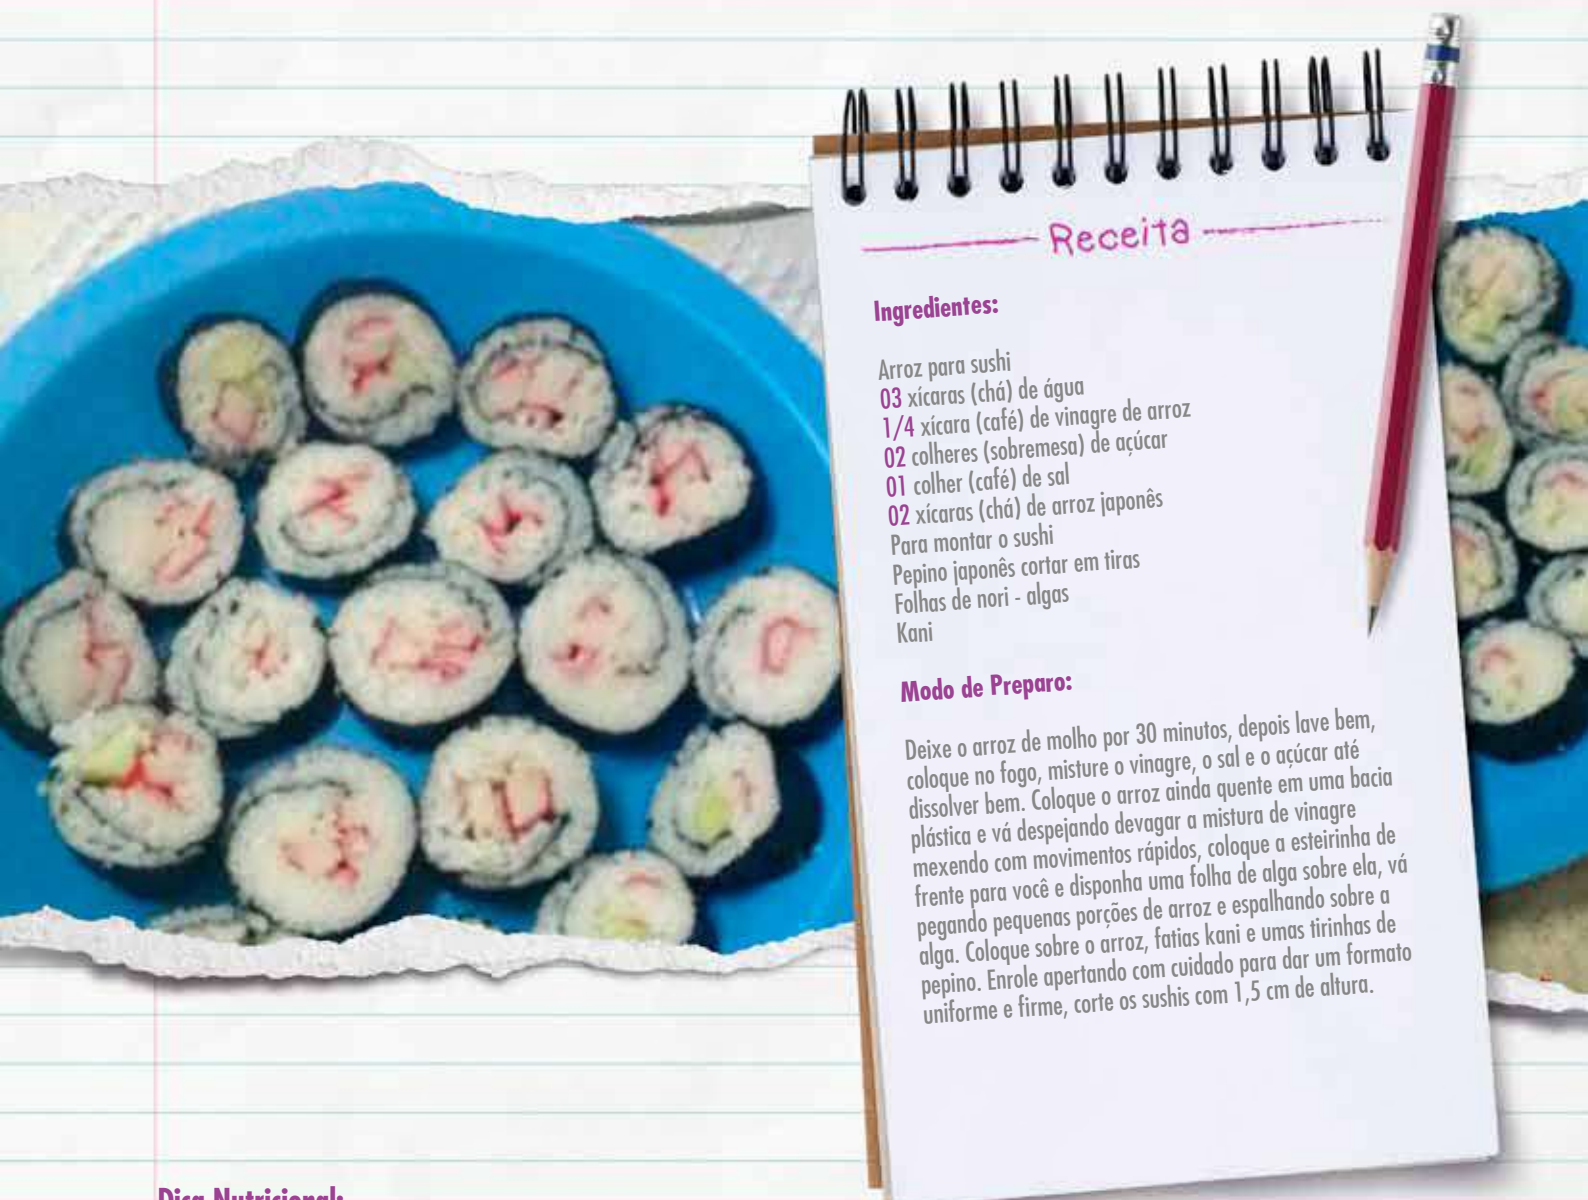 Receita
Ingredientes:
Arroz para sushi
03 xícaras (chá) de água
1/4 xícara (café) de vinagre de arroz
02 colheres (sobremesa) de açúcar
01 colher (café) de sal
02 xícaras (chá) de arroz japonês
Para montar o sushi
Pepino japonês cortar em tiras
Folhas de nori - algas
Kani
Modo de Preparo:
Deixe o arroz de molho por 30 minutos, depois lave bem,
coloque no fogo, misture o vinagre, o sal e o açúcar até
dissolver bem. Coloque o arroz ainda quente em uma bacia
plástica e vá despejando devagar a mistura de vinagre
mexendo com movimentos rápidos, coloque a esteirinha de
frente para você e disponha uma folha de alga sobre ela, vá
pegando pequenas porções de arroz e espalhando sobre a
alga. Coloque sobre o arroz, fatias kani e umas tirinhas de
pepino. Enrole apertando com cuidado para dar um formato
uniforme e firme, corte os sushis com 1,5 cm de altura.
Dica Nutricional: